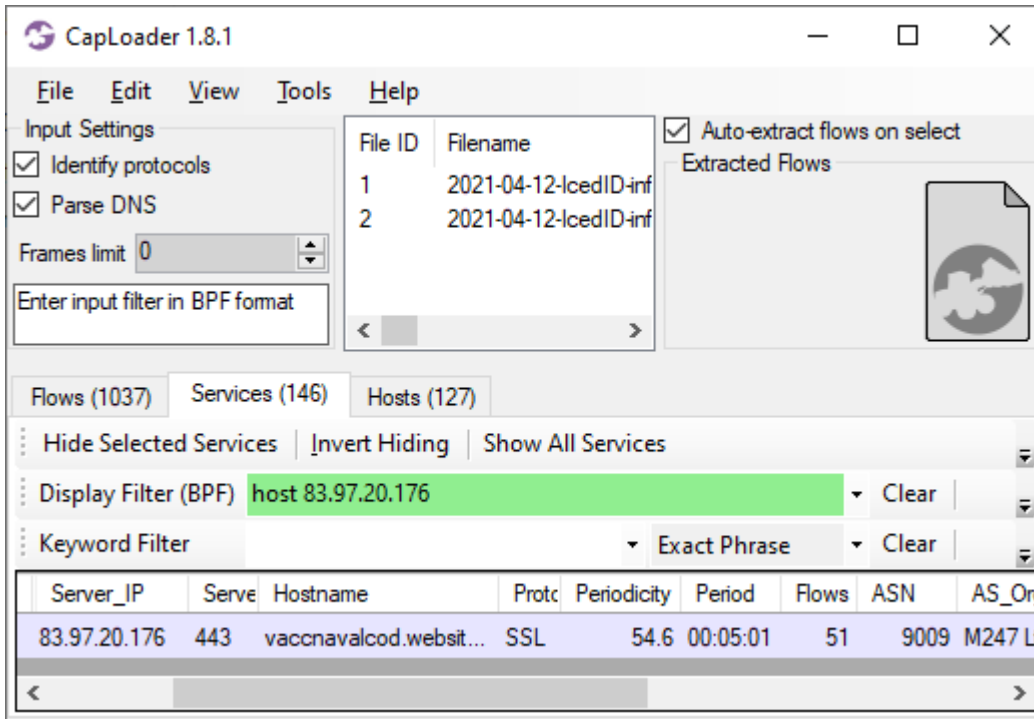 CapLoader 1.8.1
File Edit View Tools Help
Input Settings
Identify protocols
Parse DNS
Frames limit 0
Enter input filter in BPF format
File ID Filename
1 2021-04-12-IcedID-inf
2 2021-04-12-IcedID-inf
Auto-extract flows on select
Extracted Flows
Flows (1037) Services (146) Hosts (127)
Hide Selected Services Invert Hiding Show All Services
Display Filter (BPF) host 83.97.20.176 Clear
Keyword Filter Exact Phrase Clear
Server_IP Serve Hostname Protc Periodicity Period Flows ASN AS_Or
83.97.20.176 443 vaccnavalcod.websit... SSL 54.6 00:05:01 51 9009 M247 L